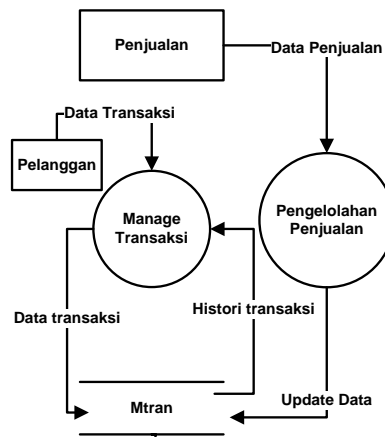 Penjualan
Data Penjualan
Data Transaksi
Pelanggan
Manage
Transaksi
Pengelolahan
Penjualan
Data transaksi
Histori transaksi
Mtran
Update Data